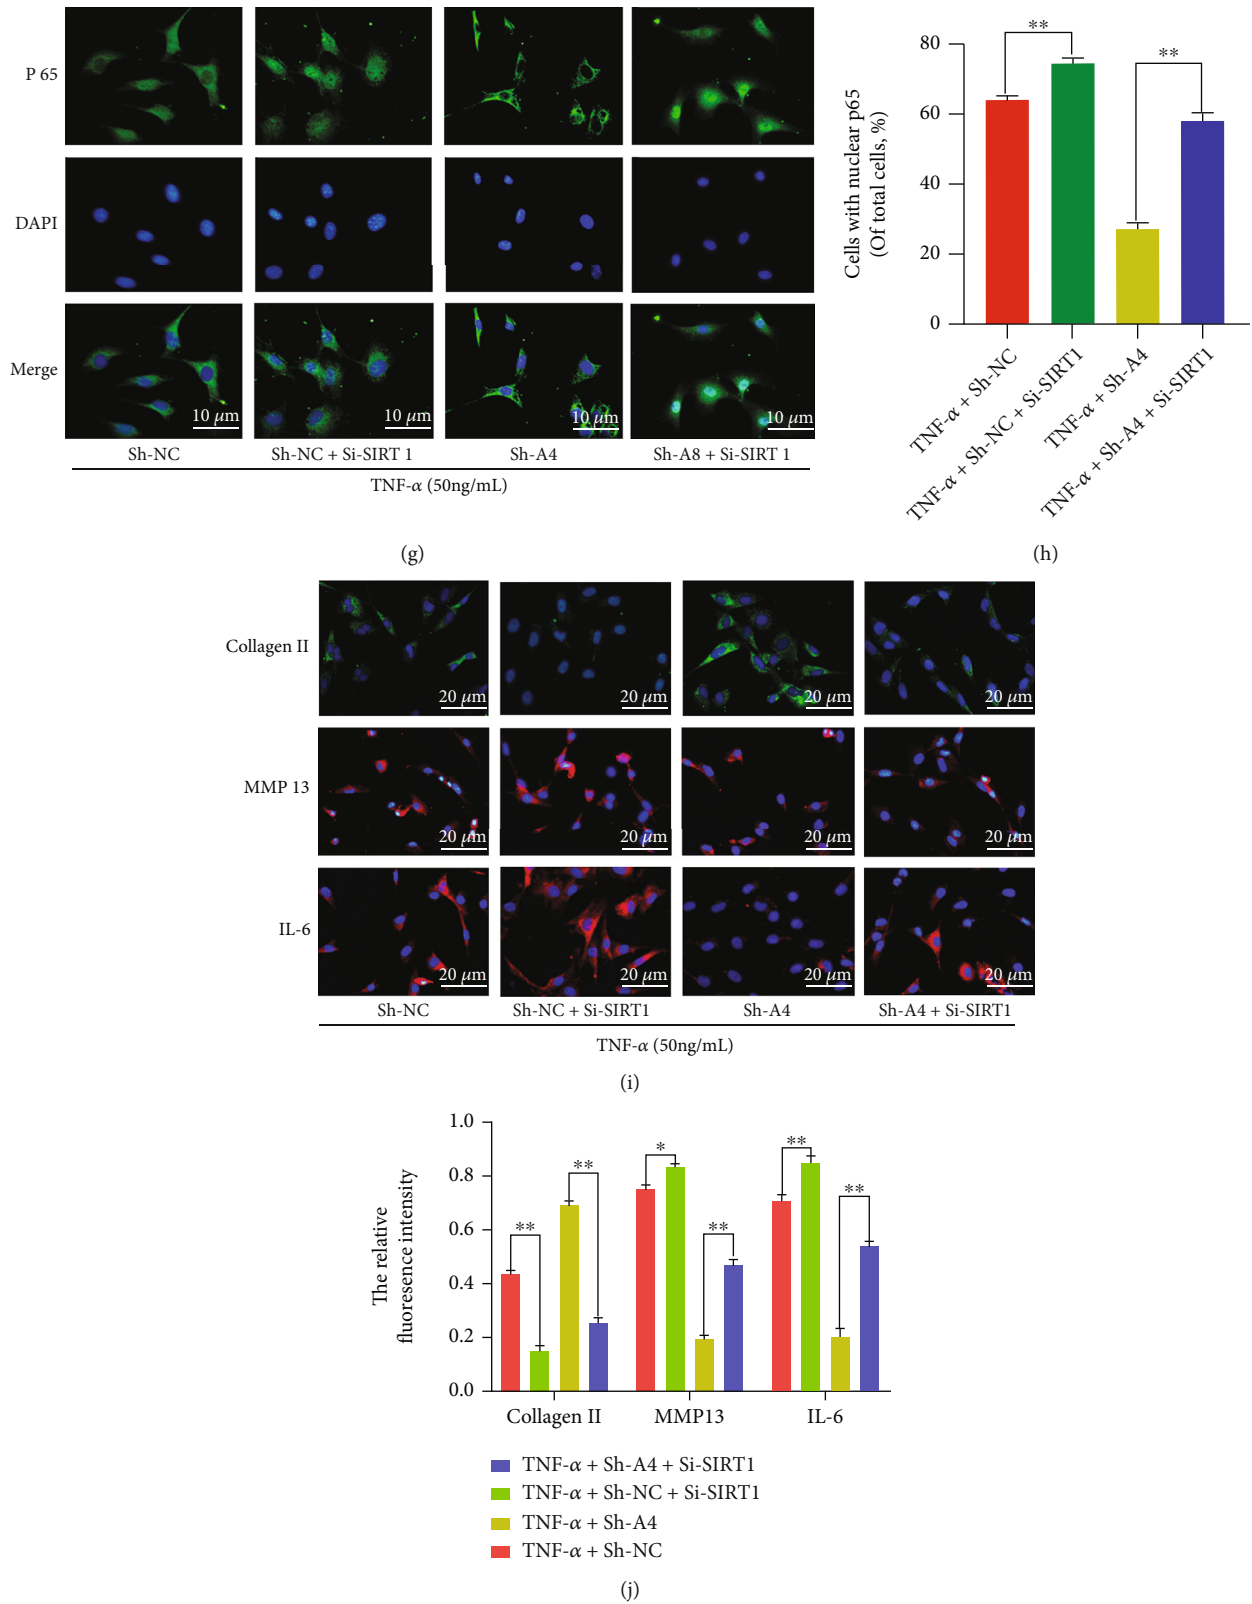 P 65
DAPI
Merge
10 μm
10 μm
10 μm
10 μm
Sh-NC
Sh-NC + Si-SIRT 1
Sh-A4
Sh-A8 + Si-SIRT 1
TNF-α (50ng/mL)
(g)
Cells with nuclear p65
(Of total cells, %)
80
60
40
20
0
**
**
TNF-α + Sh-NC
TNF-α + Sh-NC + Si-SIRT1
TNF-α + Sh-A4
TNF-α + Sh-A4 + Si-SIRT1
(h)
Collagen II
20 μm
20 μm
20 μm
20 μm
MMP 13
20 μm
20 μm
20 μm
20 μm
IL-6
20 μm
20 μm
20 μm
20 μm
Sh-NC
Sh-NC + Si-SIRT1
Sh-A4
Sh-A4 + Si-SIRT1
TNF-α (50ng/mL)
(i)
The relative
fluoresence intensity
1.0
0.8
0.6
0.4
0.2
0.0
**
**
*
**
**
**
Collagen II
MMP13
IL-6
TNF-α + Sh-A4 + Si-SIRT1
TNF-α + Sh-NC + Si-SIRT1
TNF-α + Sh-A4
TNF-α + Sh-NC
(j)